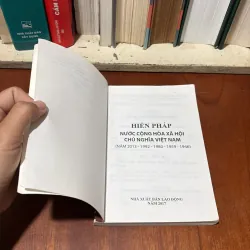 HIẾN PHÁP
NƯỚC CỘNG HÒA XÃ HỘI
CHỦ NGHĨA VIỆT NAM
(NĂM 2013 - 1992 - 1980 - 1959 - 1946)
NHÀ XUẤT BẢN LAO ĐỘNG
NĂM 2017